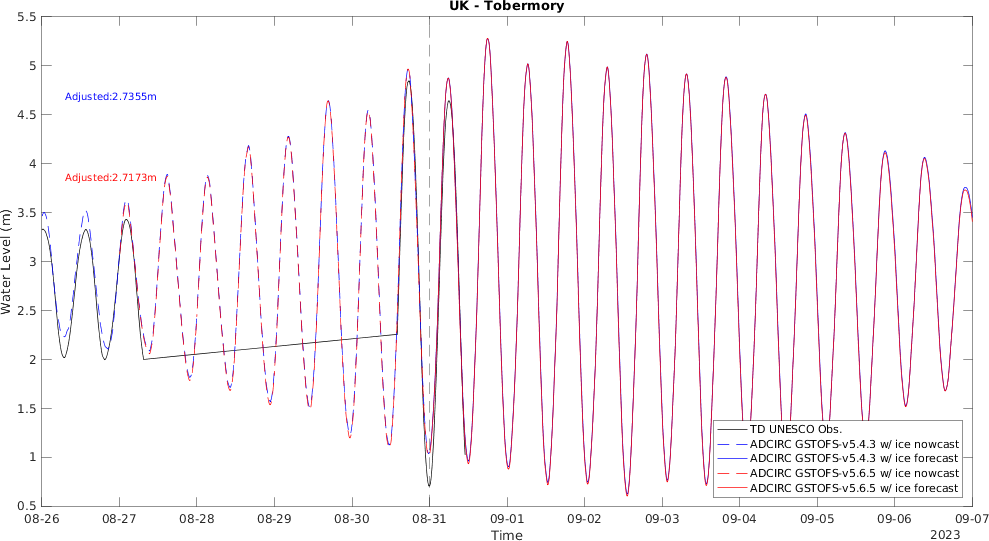 UK - Tobermory
5.5
5
4.5
4
3.5
3
2.5
2
1.5
1
0.5
Water Level (m)
Adjusted:2.7355m
Adjusted:2.7173m
TD UNESCO Obs.
ADCIRC GSTOFS-v5.4.3 w/ ice nowcast
ADCIRC GSTOFS-v5.4.3 w/ ice forecast
ADCIRC GSTOFS-v5.6.5 w/ ice nowcast
ADCIRC GSTOFS-v5.6.5 w/ ice forecast
08-26 08-27 08-28 08-29 08-30 08-31 09-01 09-02 09-03 09-04 09-05 09-06 09-07
Time
2023